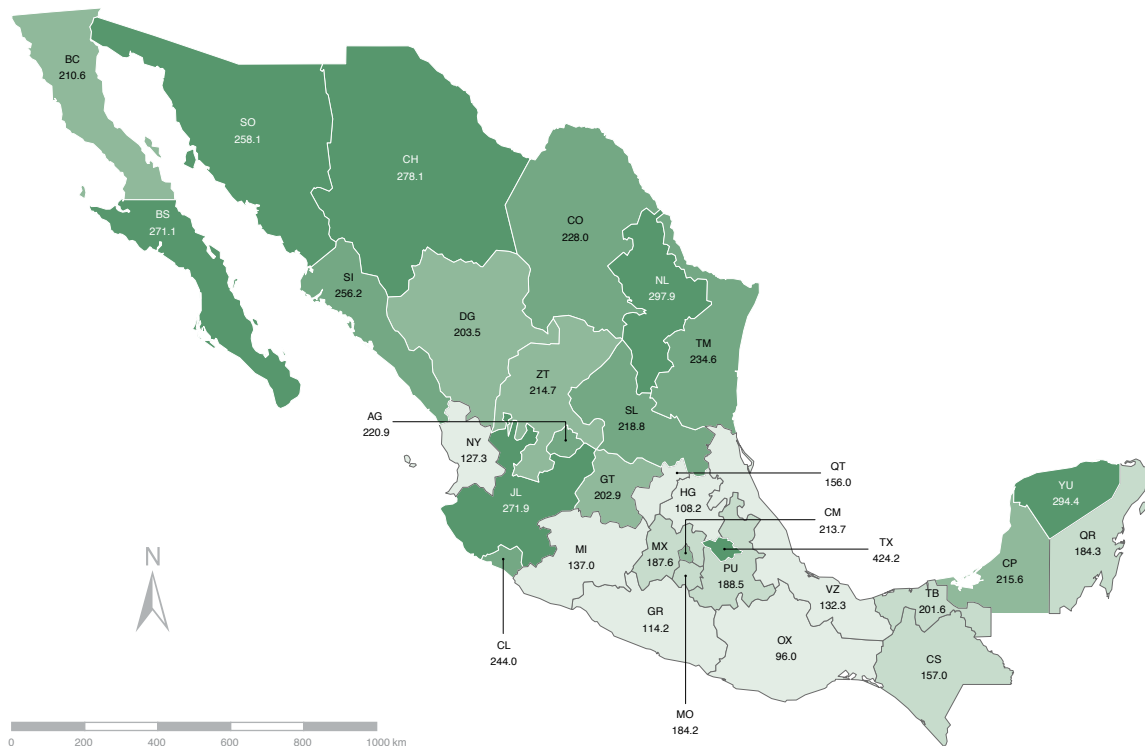 BC
210.6
SO
258.1
CH
278.1
BS
271.1
CO
228.0
SI
256.2
NL
297.9
DG
203.5
TM
234.6
ZT
214.7
AG
220.9
SL
218.8
NY
127.3
QT
156.0
GT
202.9
HG
108.2
JL
271.9
YU
294.4
CM
213.7
QR
184.3
TX
424.2
MI
137.0
MX
187.6
PU
188.5
CP
215.6
N
VZ
132.3
TB
201.6
GR
114.2
OX
96.0
CL
244.0
CS
157.0
MO
184.2
0 200 400 600 800 1000 km